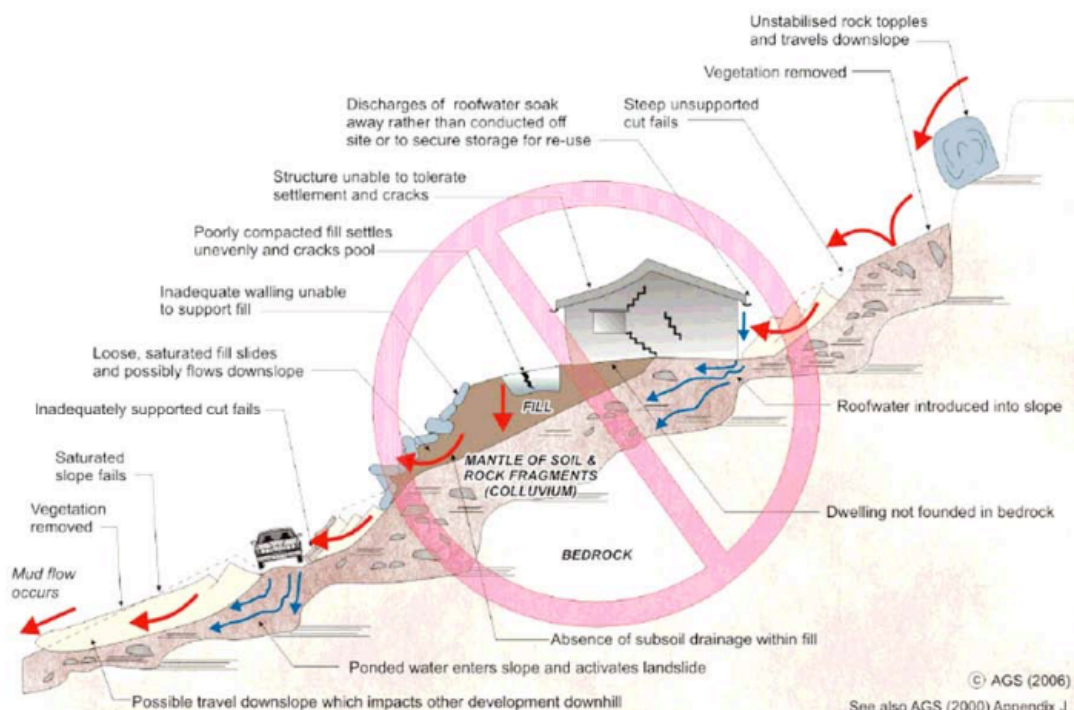 Unstabilised rock topples
and travels downslope
Vegetation removed
Discharges of roofwater soak
away rather than conducted off
site or to secure storage for re-use
Steep unsupported
cut fails
Structure unable to tolerate
settlement and cracks
Poorly compacted fill settles
unevenly and cracks pool
Inadequate walling unable
to support fill
Loose, saturated fill slides
and possibly flows downslope
Inadequately supported cut fails
Roofwater introduced into slope
FILL
Saturated
slope fails
MANTLE OF SOIL &
ROCK FRAGMENTS
(COLLUVIUM)
Vegetation
removed
Dwelling not founded in bedrock
BEDROCK
Mud flow
occurs
Absence of subsoil drainage within fill
Ponded water enters slope and activates landslide
© AGS (2006)
Possible travel downslope which impacts other development downhill
See also AGS (2000) Appendix J